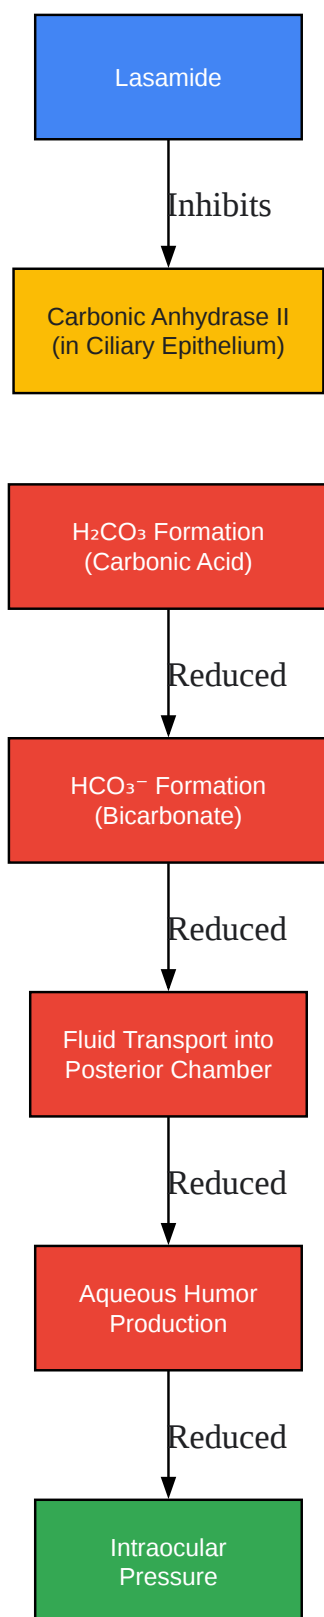 Lasamide
Inhibits
Carbonic Anhydrase II
(in Ciliary Epithelium)
H₂CO₃ Formation
(Carbonic Acid)
Reduced
HCO₃⁻ Formation
(Bicarbonate)
Reduced
Fluid Transport into
Posterior Chamber
Reduced
Aqueous Humor
Production
Reduced
Intraocular
Pressure